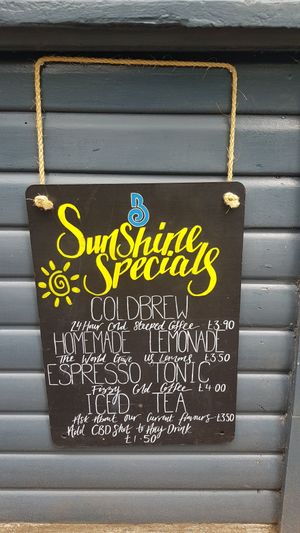 B
SunShine
Specials
COLDBREW
24 Hour Cold Steeped Coffee £3.90
HOMEMADE LEMONADE
The World Gave us Lemons £3.50
ESPRESSO TONIC
Fizzy Cold Coffee £4.00
ICED TEA
Ask About our Current flavours £3.50
Add CBD Shot to Any Drink
£1.50